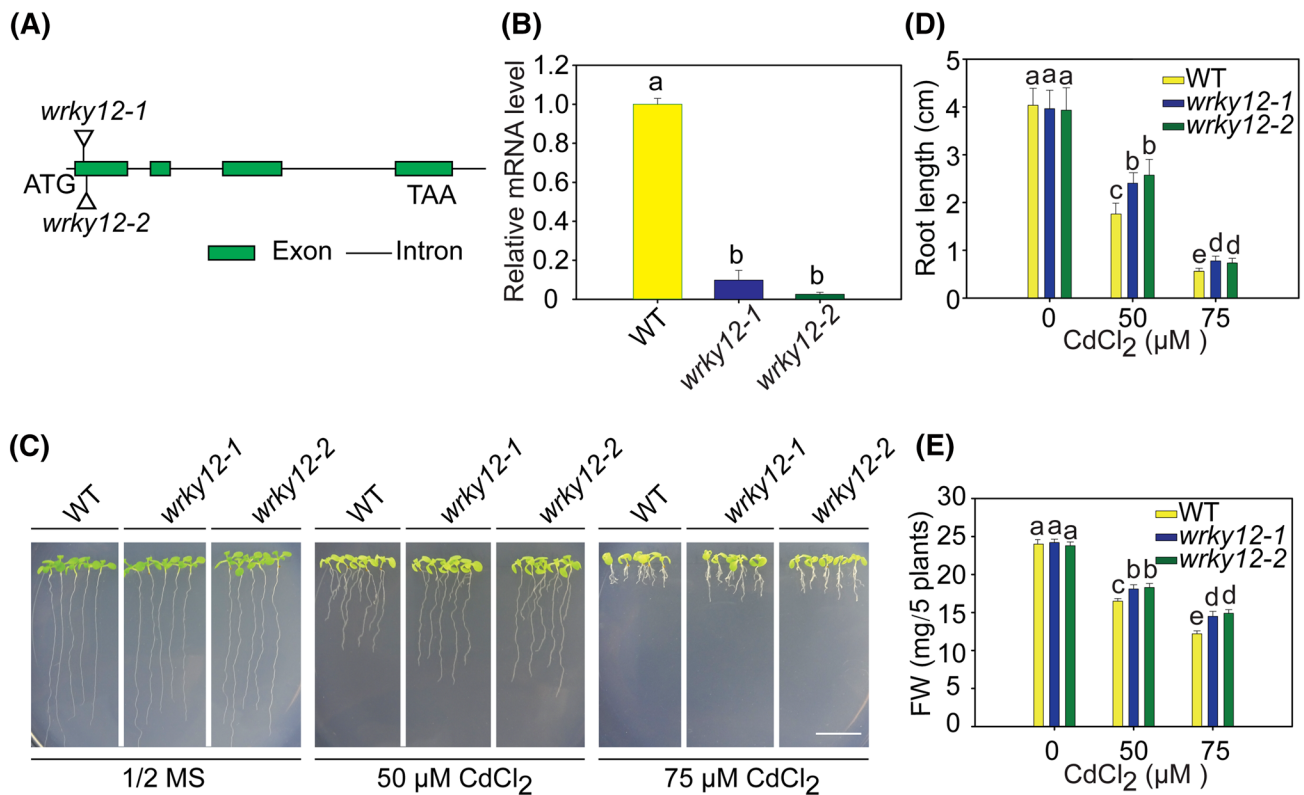 (A)
wrky12-1
ATG
wrky12-2
TAA
Exon
Intron
(B)
Relative mRNA level
1.2
1.0
0.8
0.6
0.4
0.2
0
a
b
b
WT
wrky12-1
wrky12-2
(D)
Root length (cm)
5
4
3
2
1
0
a a a
c b b
e d d
WT
wrky12-1
wrky12-2
0 50 75
CdCl2 (μM )
(C)
WT wrky12-1 wrky12-2 WT wrky12-1 wrky12-2 WT wrky12-1 wrky12-2
1/2 MS 50 μM CdCl2 75 μM CdCl2
(E)
FW (mg/5 plants)
30
25
20
15
10
5
0
a a a
c b b
e d d
WT
wrky12-1
wrky12-2
0 50 75
CdCl2 (μM )